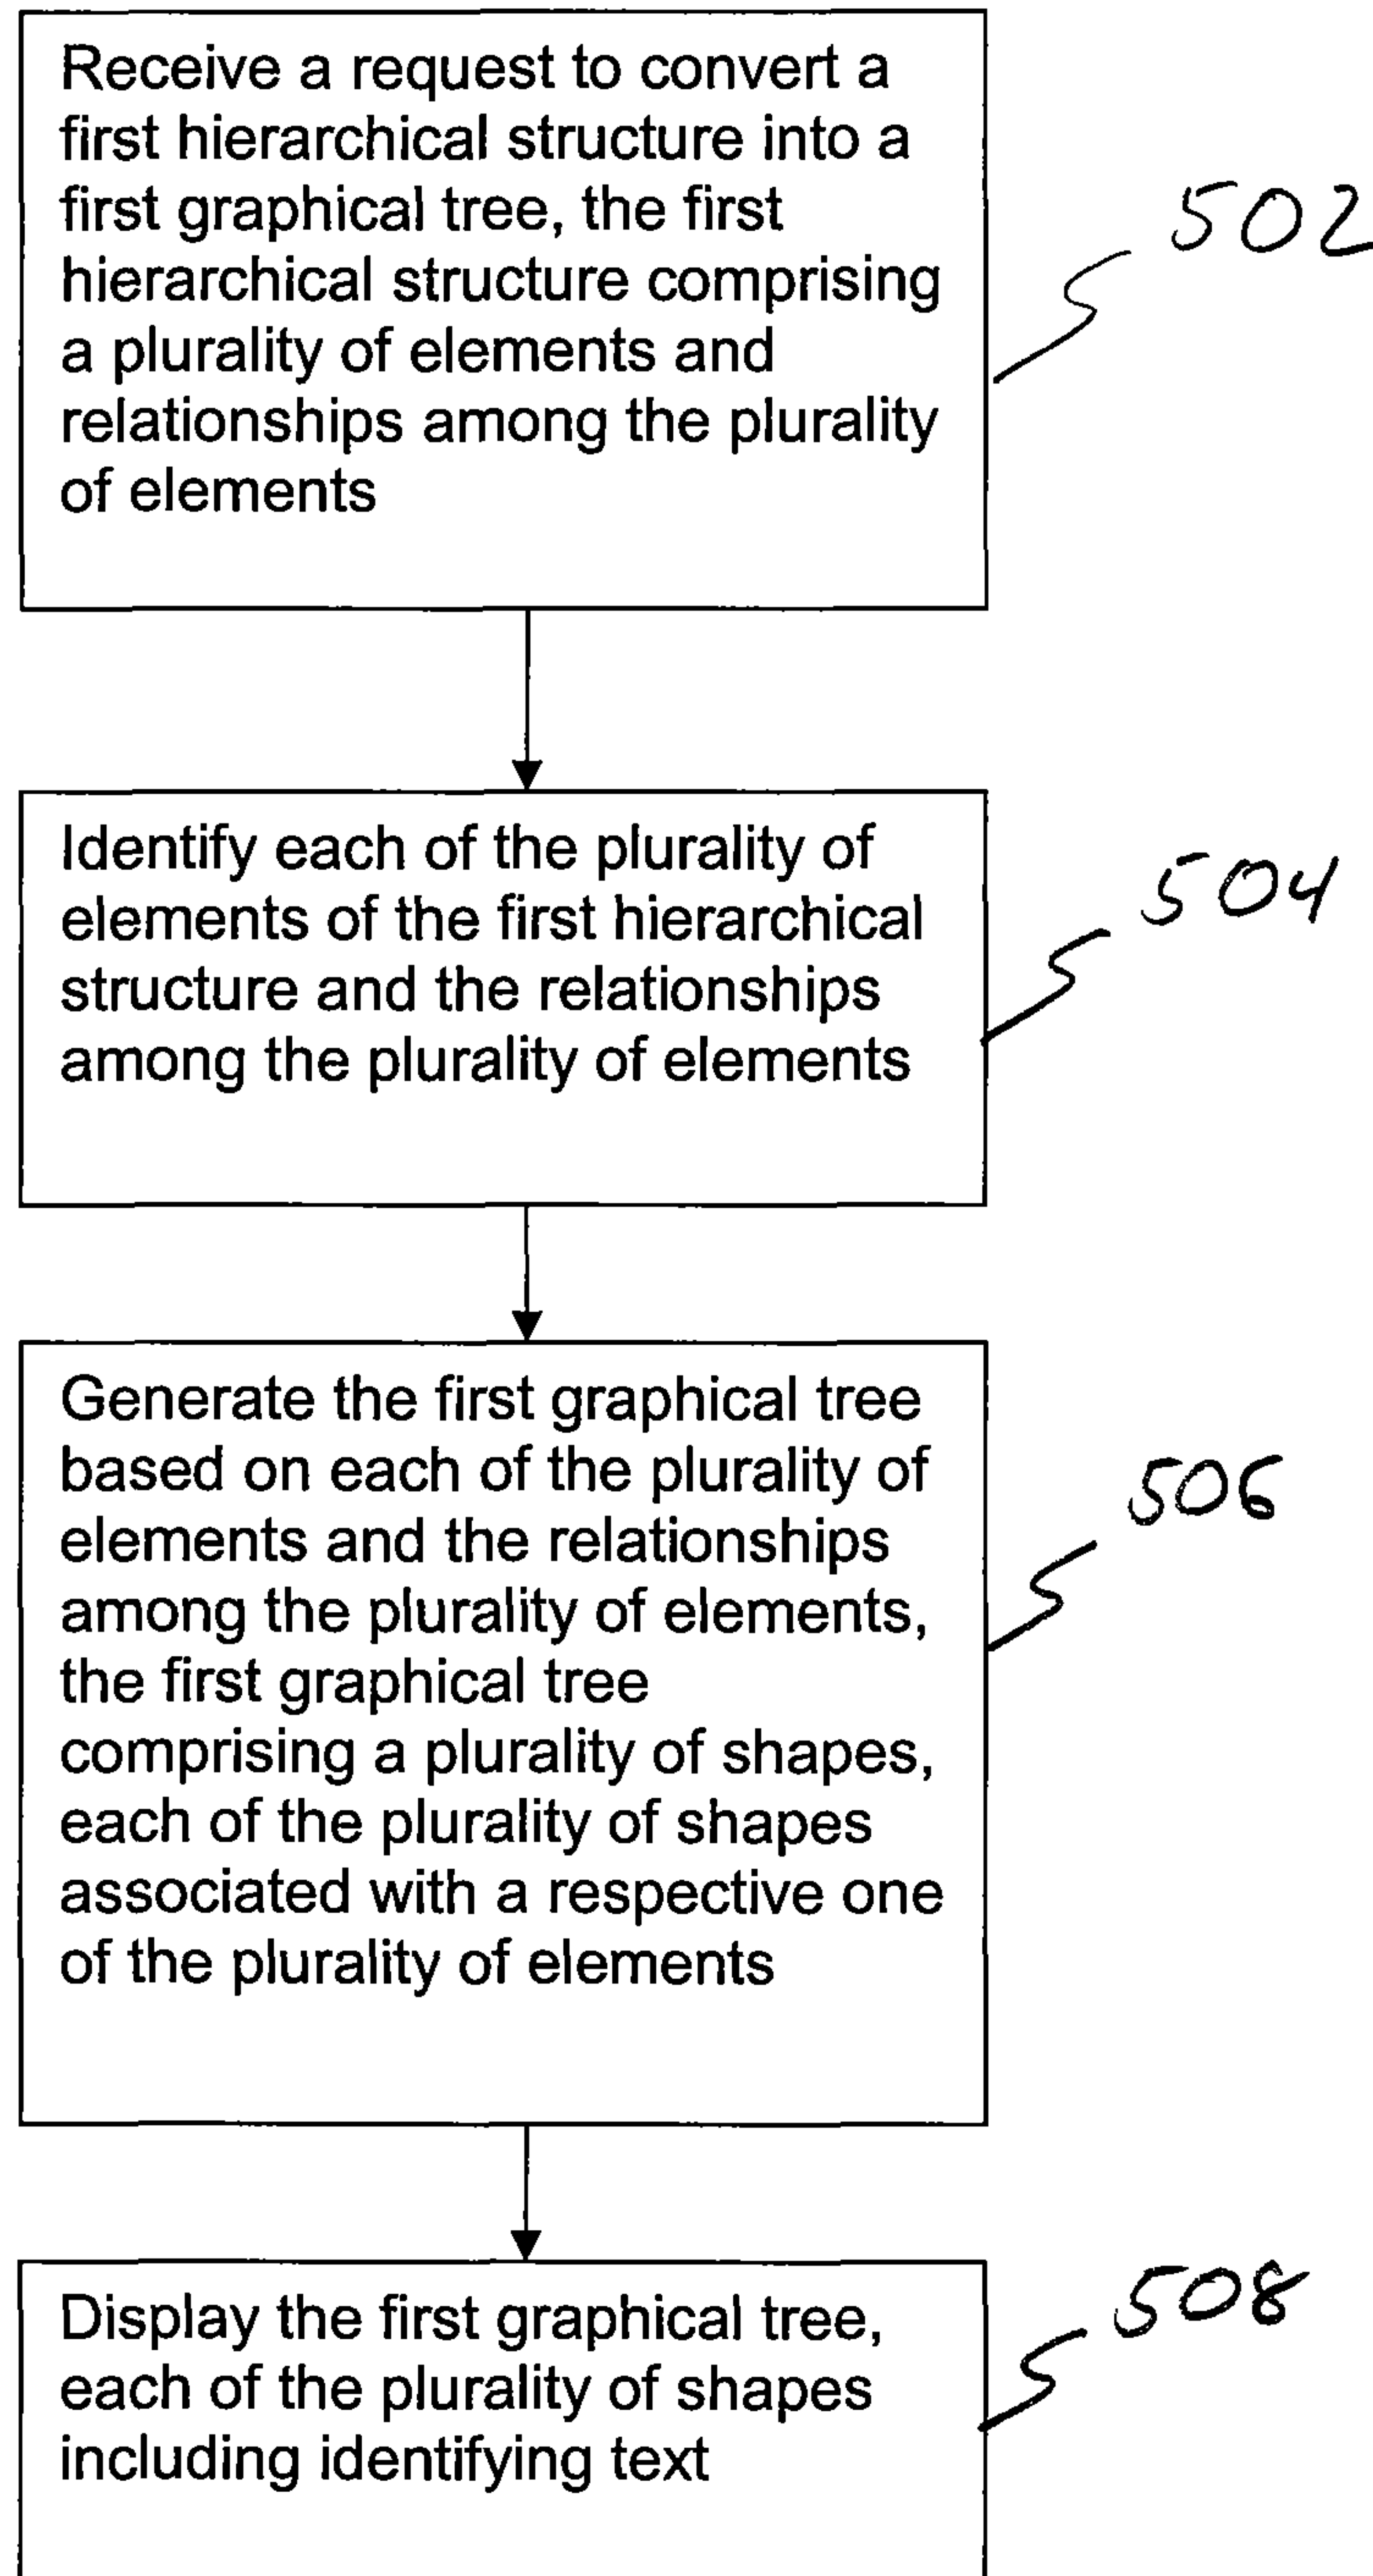 Receive a request to convert a
first hierarchical structure into a
first graphical tree, the first
hierarchical structure comprising
a plurality of elements and
relationships among the plurality
of elements
502
Identify each of the plurality of
elements of the first hierarchical
structure and the relationships
among the plurality of elements
504
Generate the first graphical tree
based on each of the plurality of
elements and the relationships
among the plurality of elements,
the first graphical tree
comprising a plurality of shapes,
each of the plurality of shapes
associated with a respective one
of the plurality of elements
506
Display the first graphical tree,
each of the plurality of shapes
including identifying text
508